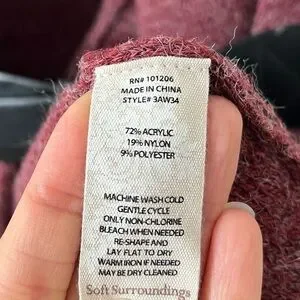 RN# 101206
MADE IN CHINA
STYLE# 3AW34
72% ACRYLIC
19% NYLON
9% POLYESTER
MACHINE WASH COLD
GENTLE CYCLE
ONLY NON-CHLORINE
BLEACH WHEN NEEDED
RE-SHAPE AND
LAY FLAT TO DRY
WARM IRON IF NEEDED
MAY BE DRY CLEANED
Soft Surroundings